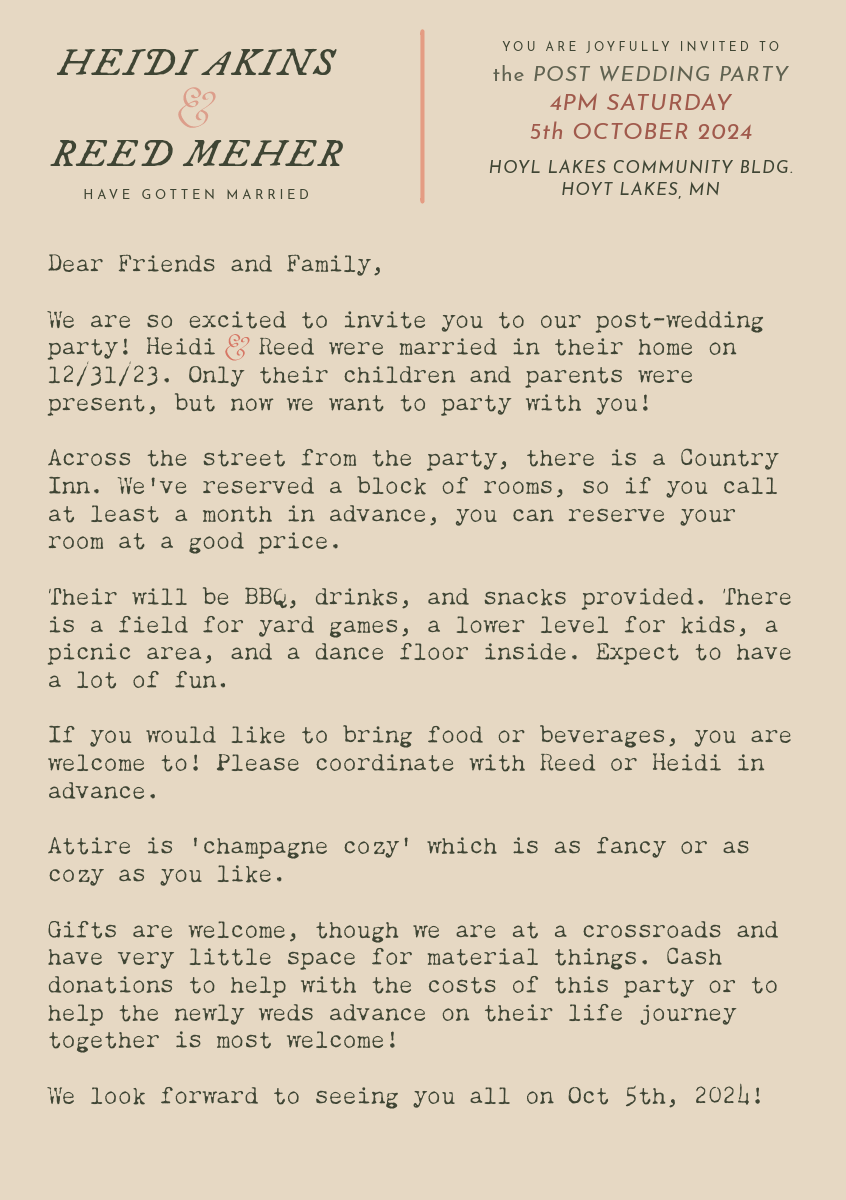 HEIDI AKINS
&
REED MEHER
HAVE GOTTEN MARRIED
YOU ARE JOYFULLY INVITED TO
the POST WEDDING PARTY
4PM SATURDAY
5th OCTOBER 2024
HOYL LAKES COMMUNITY BLDG.
HOYT LAKES, MN
Dear Friends and Family,
We are so excited to invite you to our post-wedding
party! Heidi & Reed were married in their home on
12/31/23. Only their children and parents were
present, but now we want to party with you!
Across the street from the party, there is a Country
Inn. We've reserved a block of rooms, so if you call
at least a month in advance, you can reserve your
room at a good price.
Their will be BBQ, drinks, and snacks provided. There
is a field for yard games, a lower level for kids, a
picnic area, and a dance floor inside. Expect to have
a lot of fun.
If you would like to bring food or beverages, you are
welcome to! Please coordinate with Reed or Heidi in
advance.
Attire is 'champagne cozy' which is as fancy or as
cozy as you like.
Gifts are welcome, though we are at a crossroads and
have very little space for material things. Cash
donations to help with the costs of this party or to
help the newly weds advance on their life journey
together is most welcome!
We look forward to seeing you all on Oct 5th, 2024!